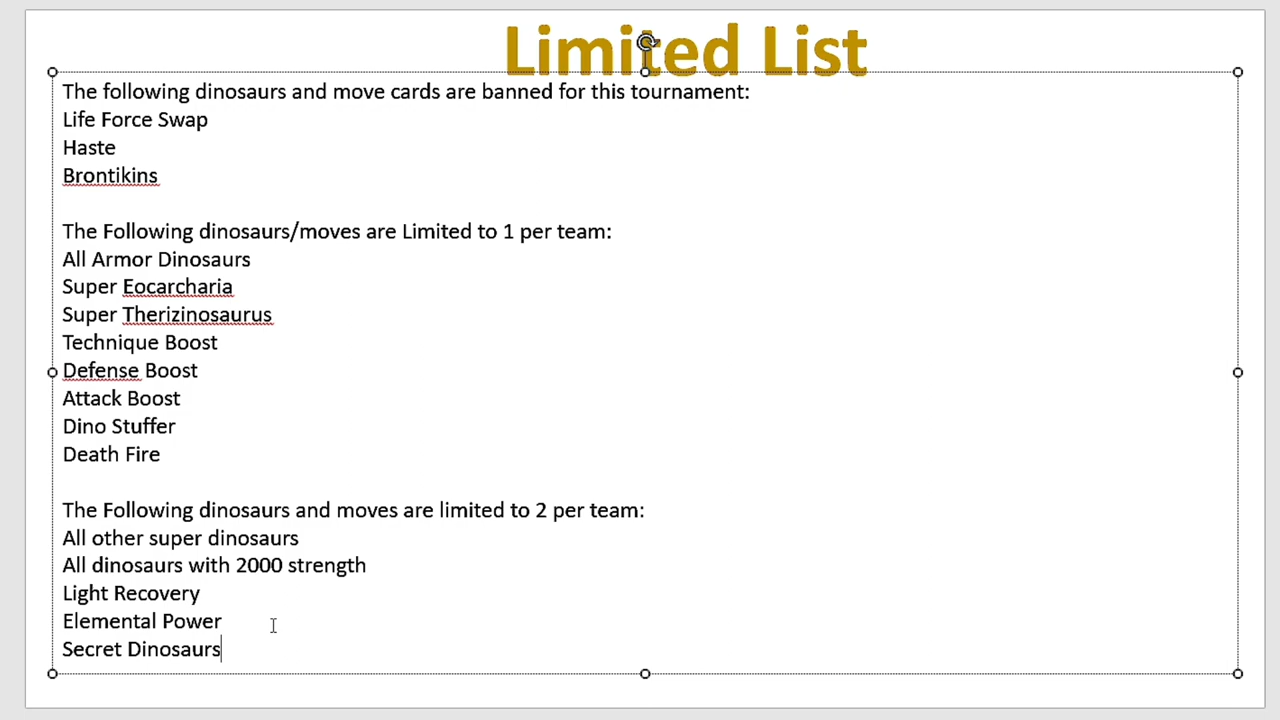 Limited List
The following dinosaurs and move cards are banned for this tournament:
Life Force Swap
Haste
Brontikins
The Following dinosaurs/moves are Limited to 1 per team:
All Armor Dinosaurs
Super Eocarcharia
Super Therizinosaurus
Technique Boost
Defense Boost
Attack Boost
Dino Stuffer
Death Fire
The Following dinosaurs and moves are limited to 2 per team:
All other super dinosaurs
All dinosaurs with 2000 strength
Light Recovery
Elemental Power
Secret Dinosaurs